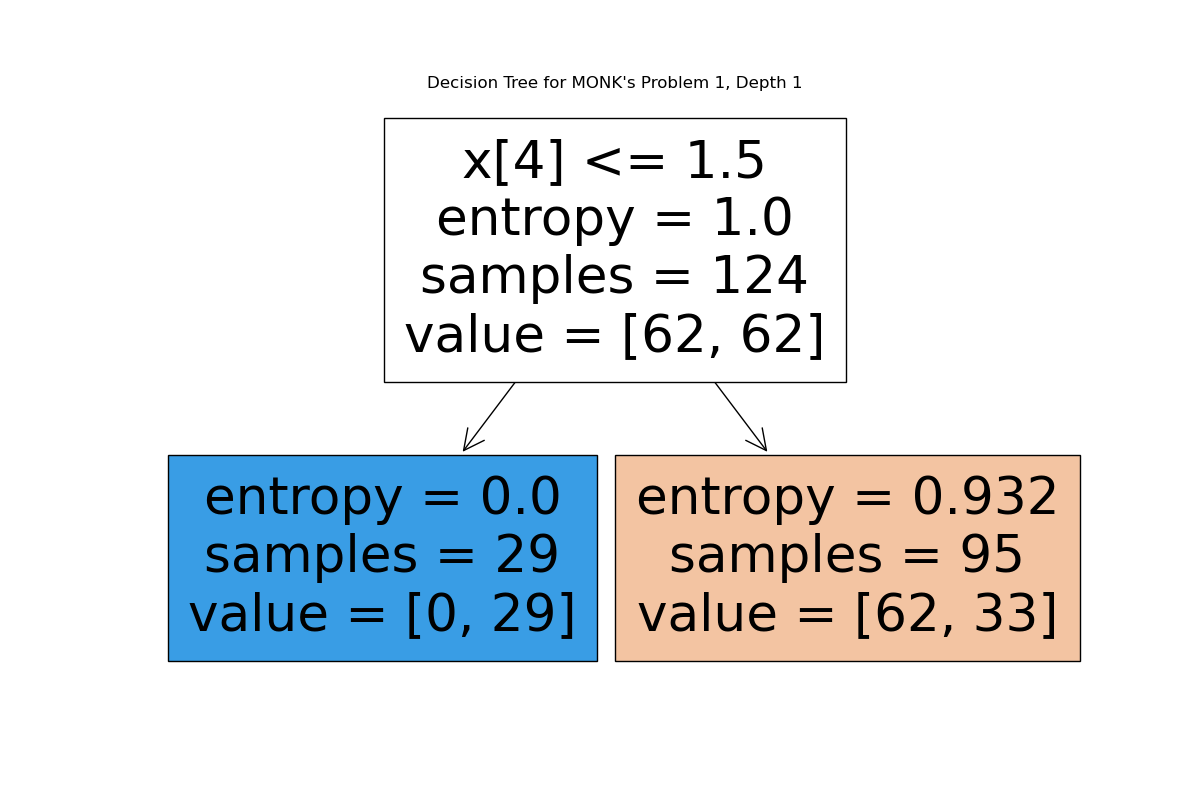 Decision Tree for MONK's Problem 1, Depth 1
x[4] <= 1.5
entropy = 1.0
samples = 124
value = [62, 62]
entropy = 0.0
samples = 29
value = [0, 29]
entropy = 0.932
samples = 95
value = [62, 33]